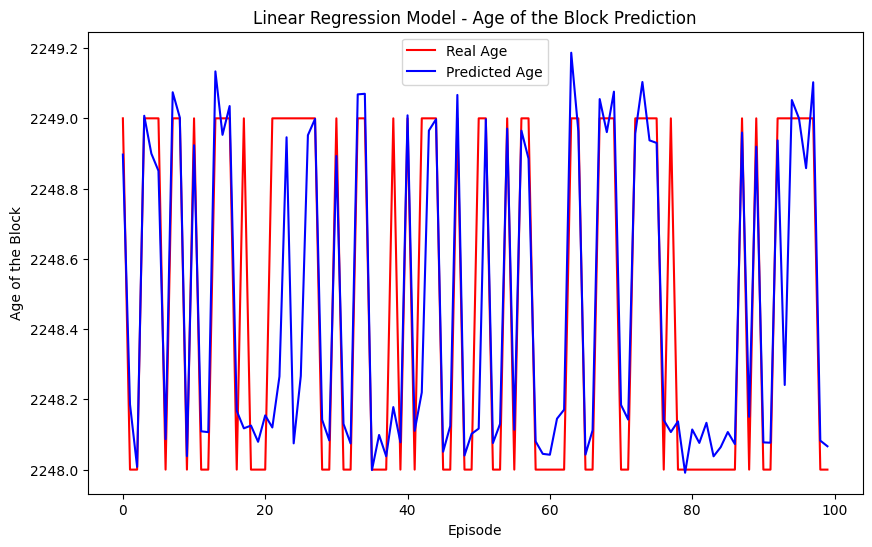 Linear Regression Model - Age of the Block Prediction
Real Age
Predicted Age
Age of the Block
2249.2
2249.0
2248.8
2248.6
2248.4
2248.2
2248.0
0
20
40
60
80
100
Episode